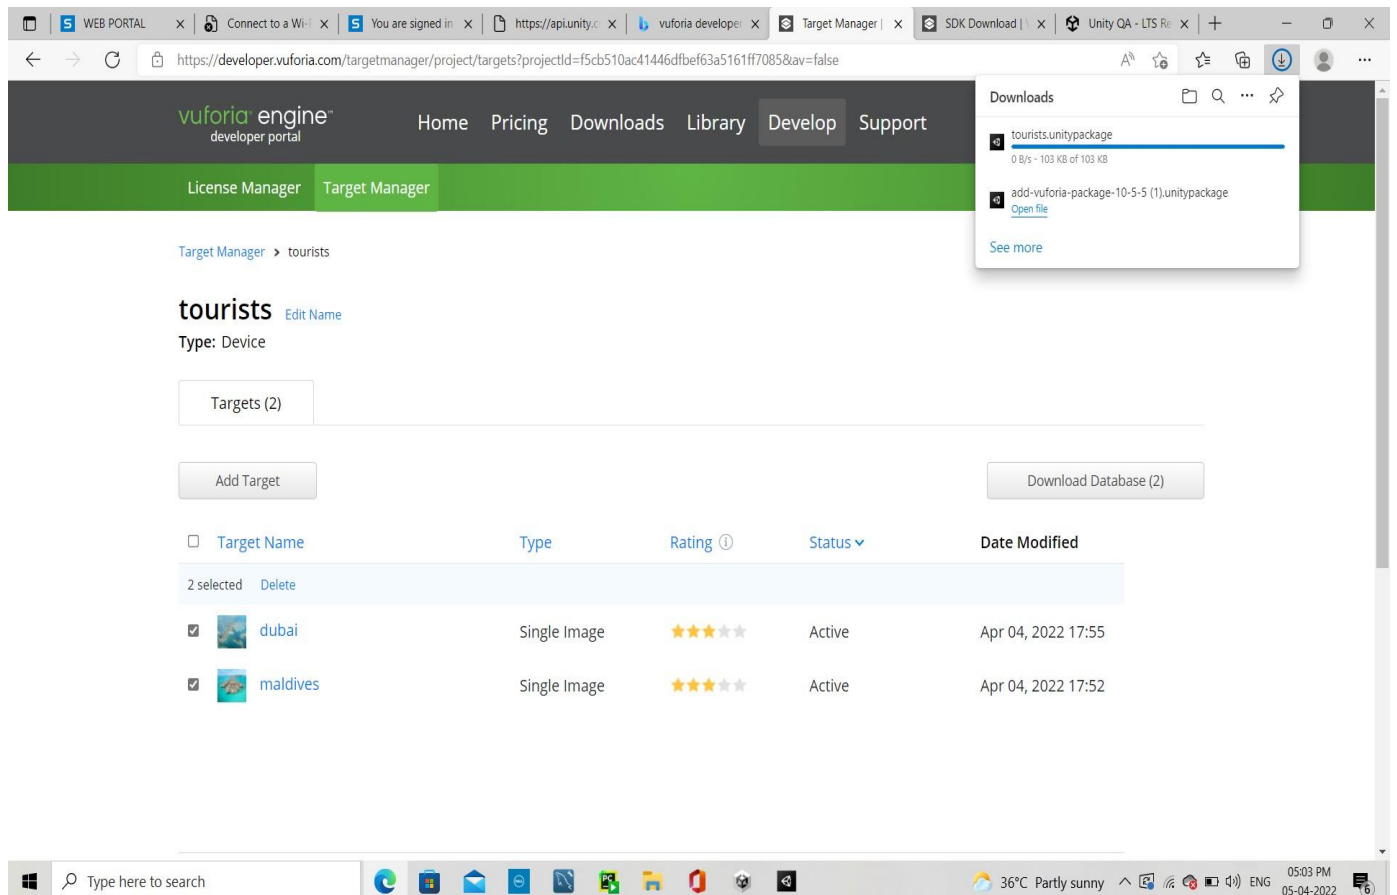 WEB PORTAL
Connect to a Wi-F
You are signed in
https://api.unity.c
vuforia developer
Target Manager |
SDK Download | V
Unity QA - LTS Re
https://developer.vuforia.com/targetmanager/project/targets?projectId=f5cb510ac41446dfbef63a5161ff7085&av=false
vuforia engine™
developer portal
Home Pricing Downloads Library Develop Support
Downloads
tourists.unitypackage
0 B/s - 103 KB of 103 KB
add-vuforia-package-10-5-5 (1).unitypackage
Open file
See more
License Manager Target Manager
Target Manager > tourists
tourists Edit Name
Type: Device
Targets (2)
Add Target Download Database (2)
Target Name Type Rating Status Date Modified
2 selected Delete
dubai Single Image Active Apr 04, 2022 17:55
maldives Single Image Active Apr 04, 2022 17:52
Type here to search
36°C Partly sunny ENG 05:03 PM
05-04-2022
6